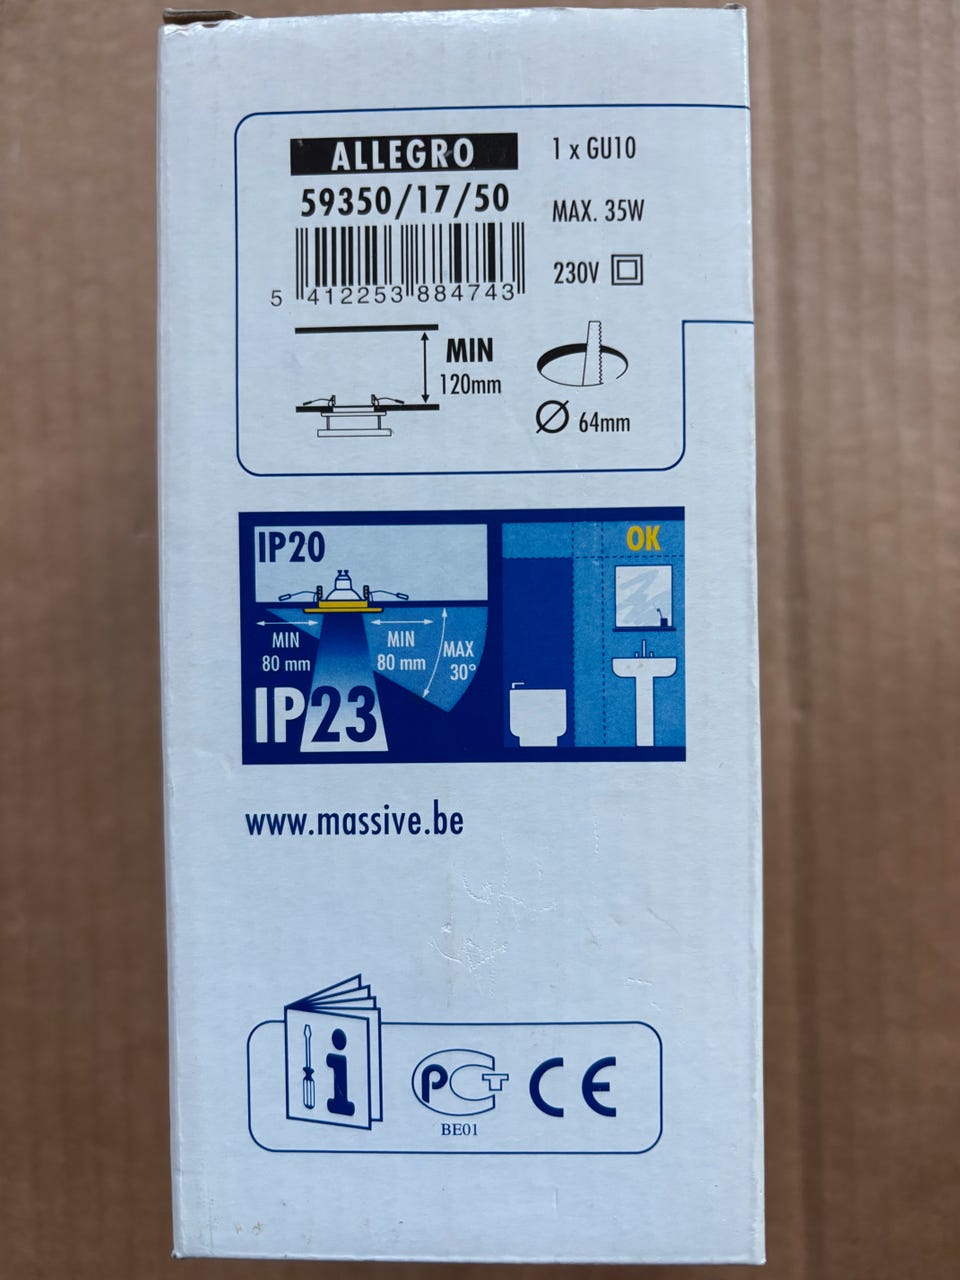 ALLEGRO
59350/17/50
5 412253 884743
1 x GU10
MAX. 35W
230V
MIN
120mm
Ø 64mm
IP20
MIN
80 mm
MIN
80 mm
MAX
30°
IP23
OK
www.massive.be
i
PCT
BE01
CE